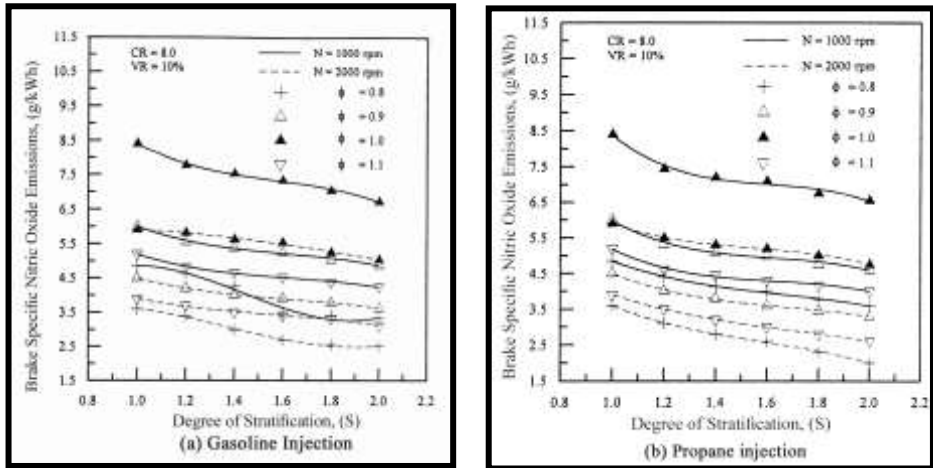 11.5
10.5
9.5
8.5
7.5
6.5
5.5
4.5
3.5
2.5
1.5
Brake Specific Nitric Oxide Emissions, (g/kWh)
CR = 8.0
VR = 10%
N = 1000 rpm
N = 2000 rpm
ϕ = 0.8
ϕ = 0.9
ϕ = 1.0
ϕ = 1.1
0.8 1.0 1.2 1.4 1.6 1.8 2.0 2.2
Degree of Stratification, (S)
(a) Gasoline Injection
11.5
10.5
9.5
8.5
7.5
6.5
5.5
4.5
3.5
2.5
1.5
Brake Specific Nitric Oxide Emissions, (g/kWh)
CR = 8.0
VR = 10%
N = 1000 rpm
N = 2000 rpm
Φ = 0.8
Φ = 0.9
Φ = 1.0
Φ = 1.1
0.8 1.0 1.2 1.4 1.6 1.8 2.0 2.2
Degree of Stratification, (S)
(b) Propane injection